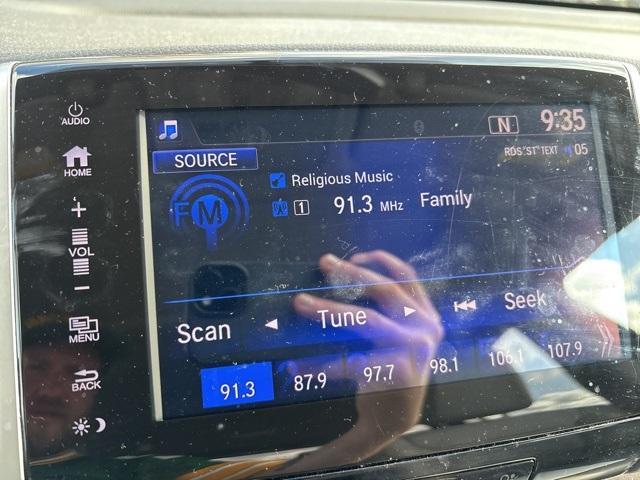 AUDIO
HOME
+
VOL
−
MENU
BACK
N 9:35
SOURCE
RDS "ST" TEXT 05
FM
Religious Music
1 91.3 MHz Family
Scan Tune Seek
91.3 87.9 97.7 98.1 106.1 107.9